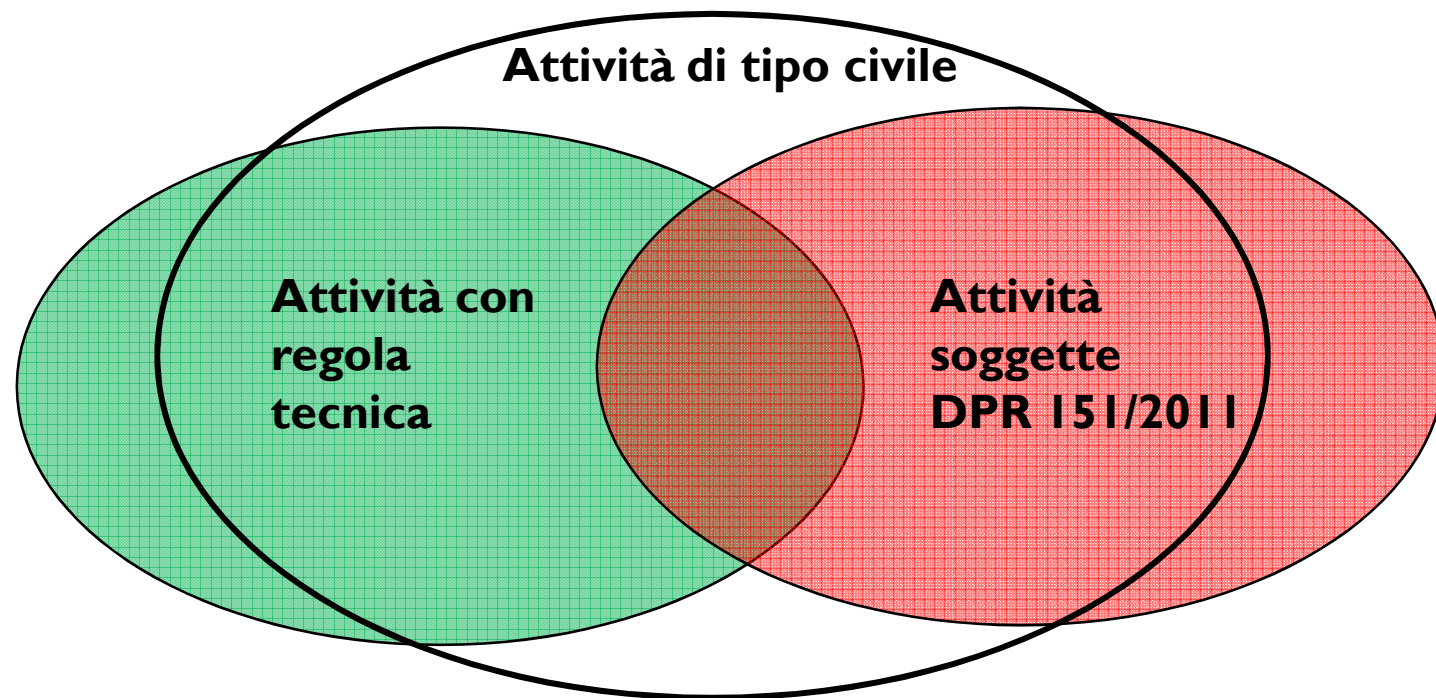 Attività di tipo civile
Attività con
regola
tecnica
Attività
soggette
DPR 151/2011